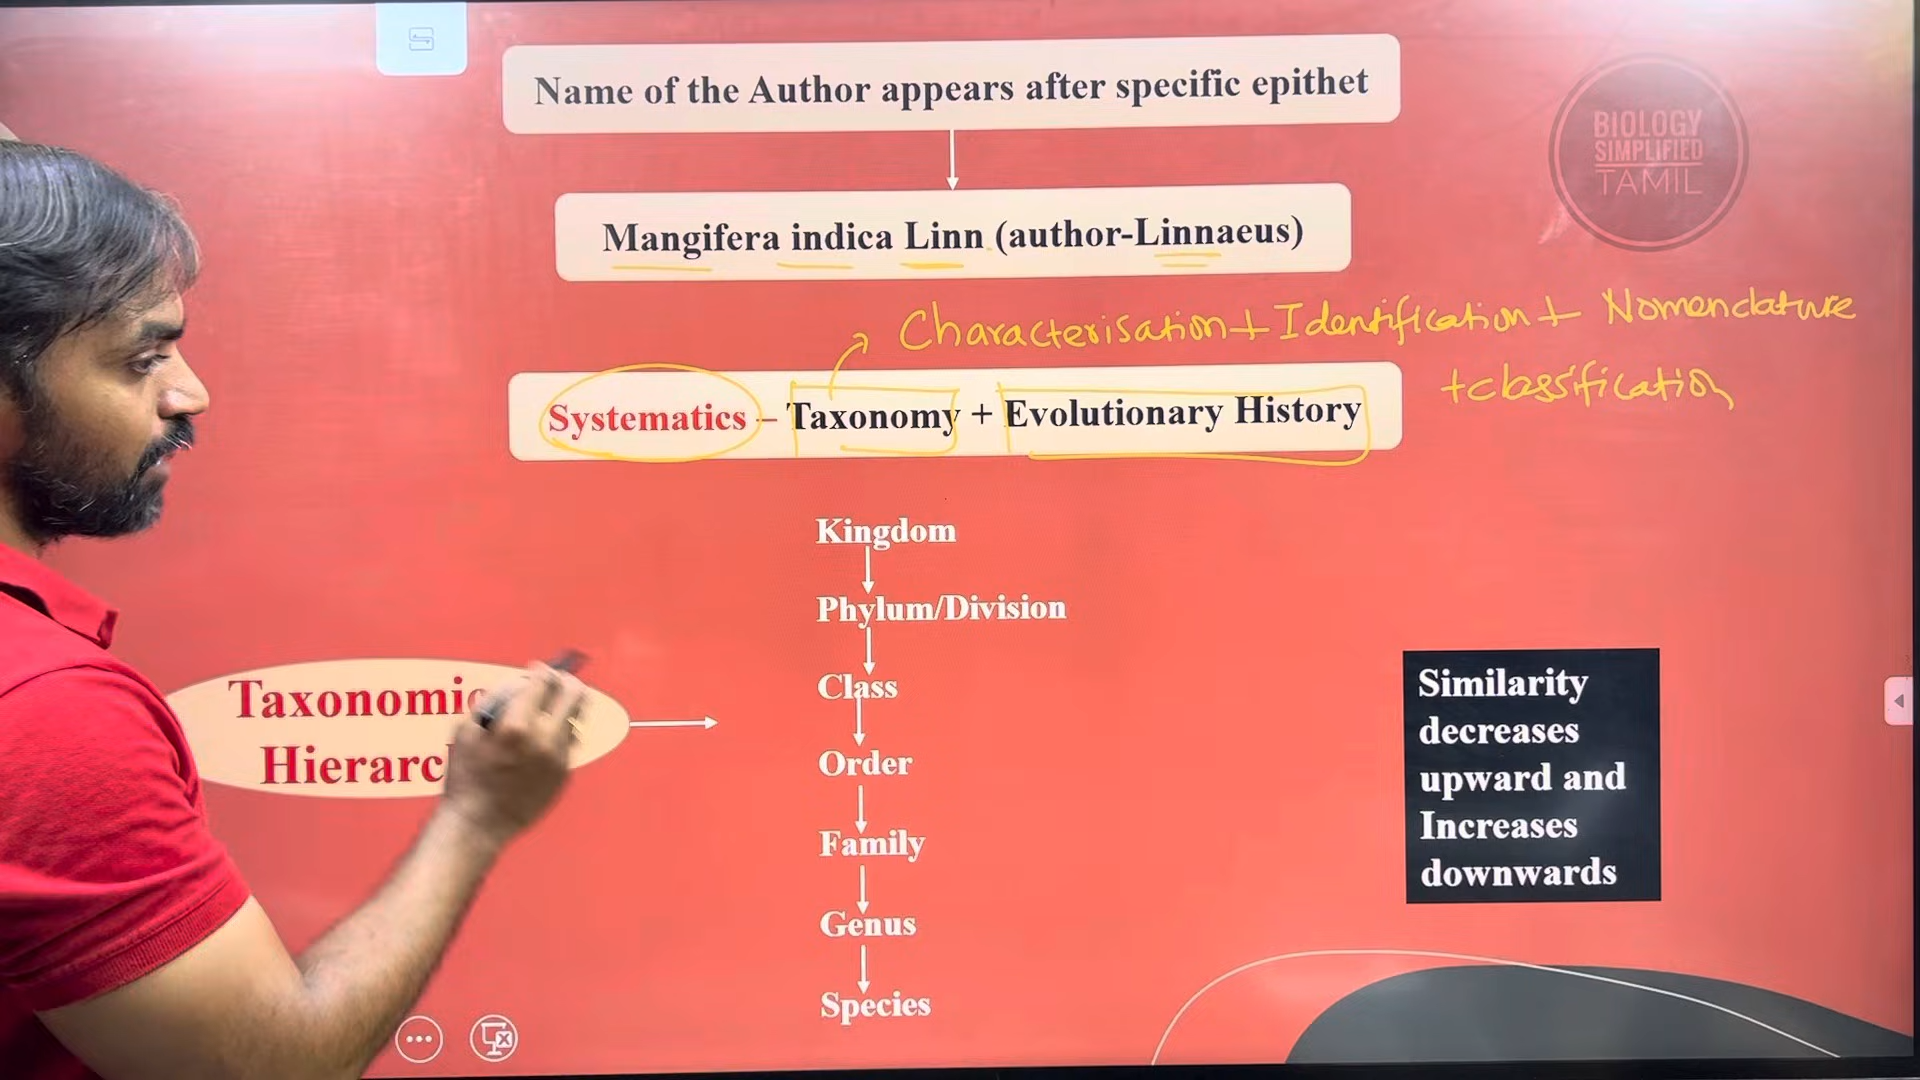 Name of the Author appears after specific epithet
BIOLOGY
SIMPLIFIED
TAMIL
Mangifera indica Linn (author-Linnaeus)
Characterisation + Identification + Nomenclature
+ classification
Systematics – Taxonomy + Evolutionary History
Kingdom
Phylum/Division
Class
Order
Family
Genus
Species
Taxonomic
Hierarc
Similarity
decreases
upward and
Increases
downwards